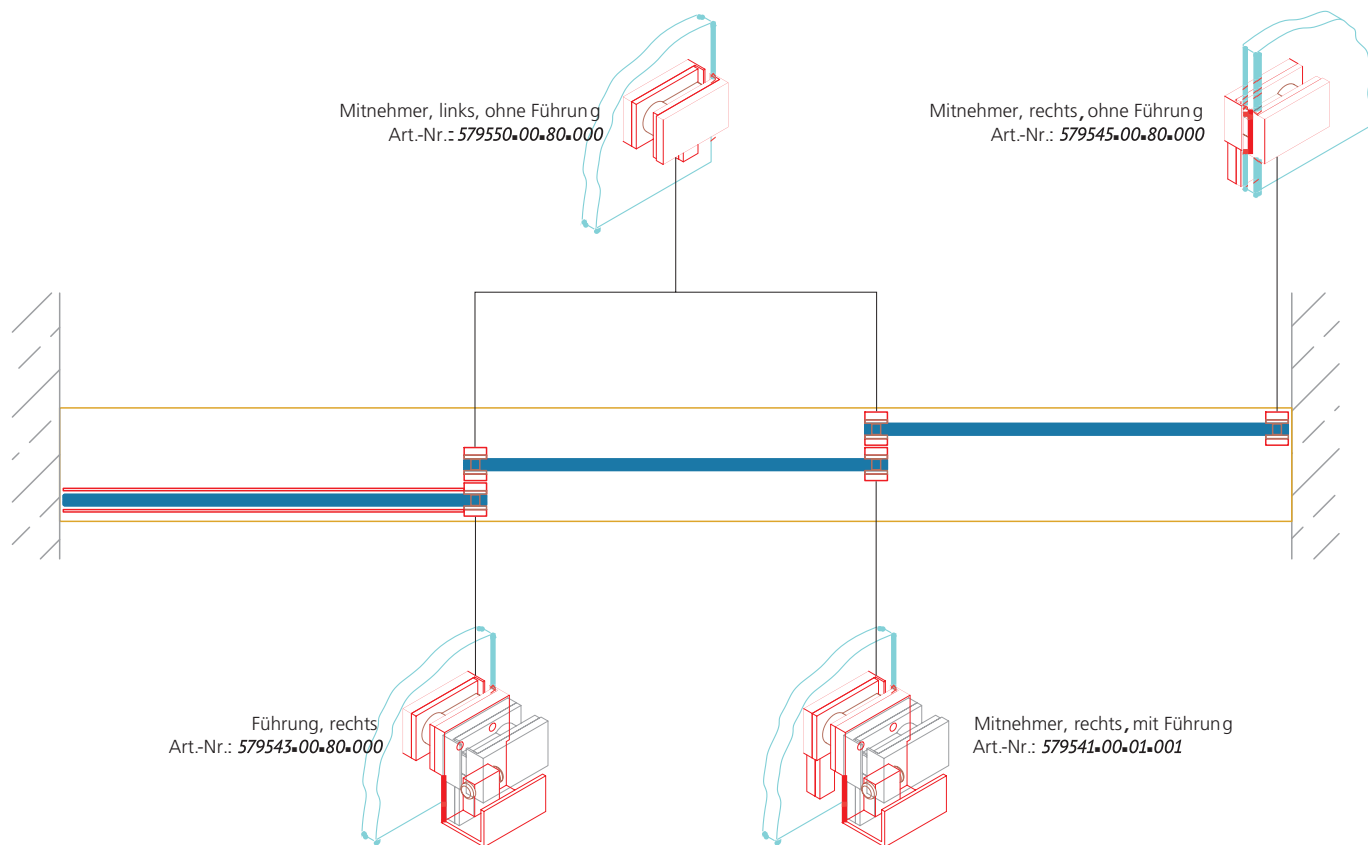 Mitnehmer, links, ohne Führung
Art.-Nr.: 579550-00-80-000
Mitnehmer, rechts, ohne Führung
Art.-Nr.: 579545-00-80-000
Führung, rechts
Art.-Nr.: 579543-00-80-000
Mitnehmer, rechts, mit Führung
Art.-Nr.: 579541-00-01-001